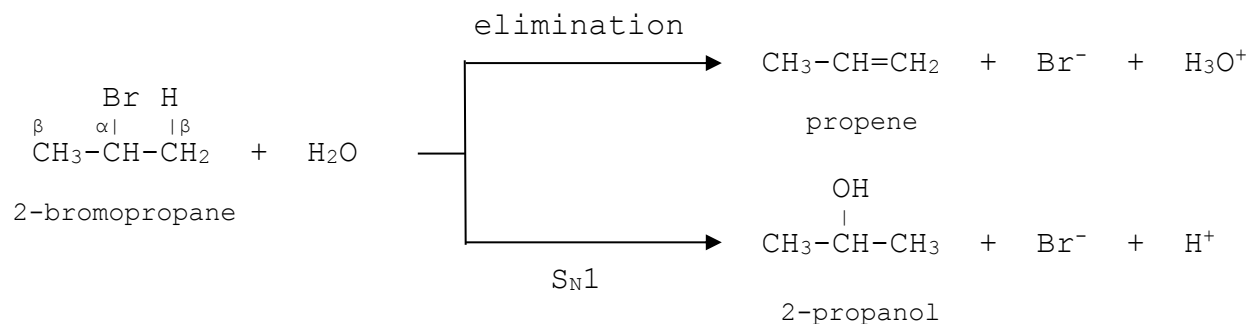 elimination
CH₃-CH=CH₂ + Br⁻ + H₃O⁺
propene
Br H
β α| |β
CH₃-CH-CH₂ + H₂O
2-bromopropane
OH
|
CH₃-CH-CH₃ + Br⁻ + H⁺
S_N1
2-propanol